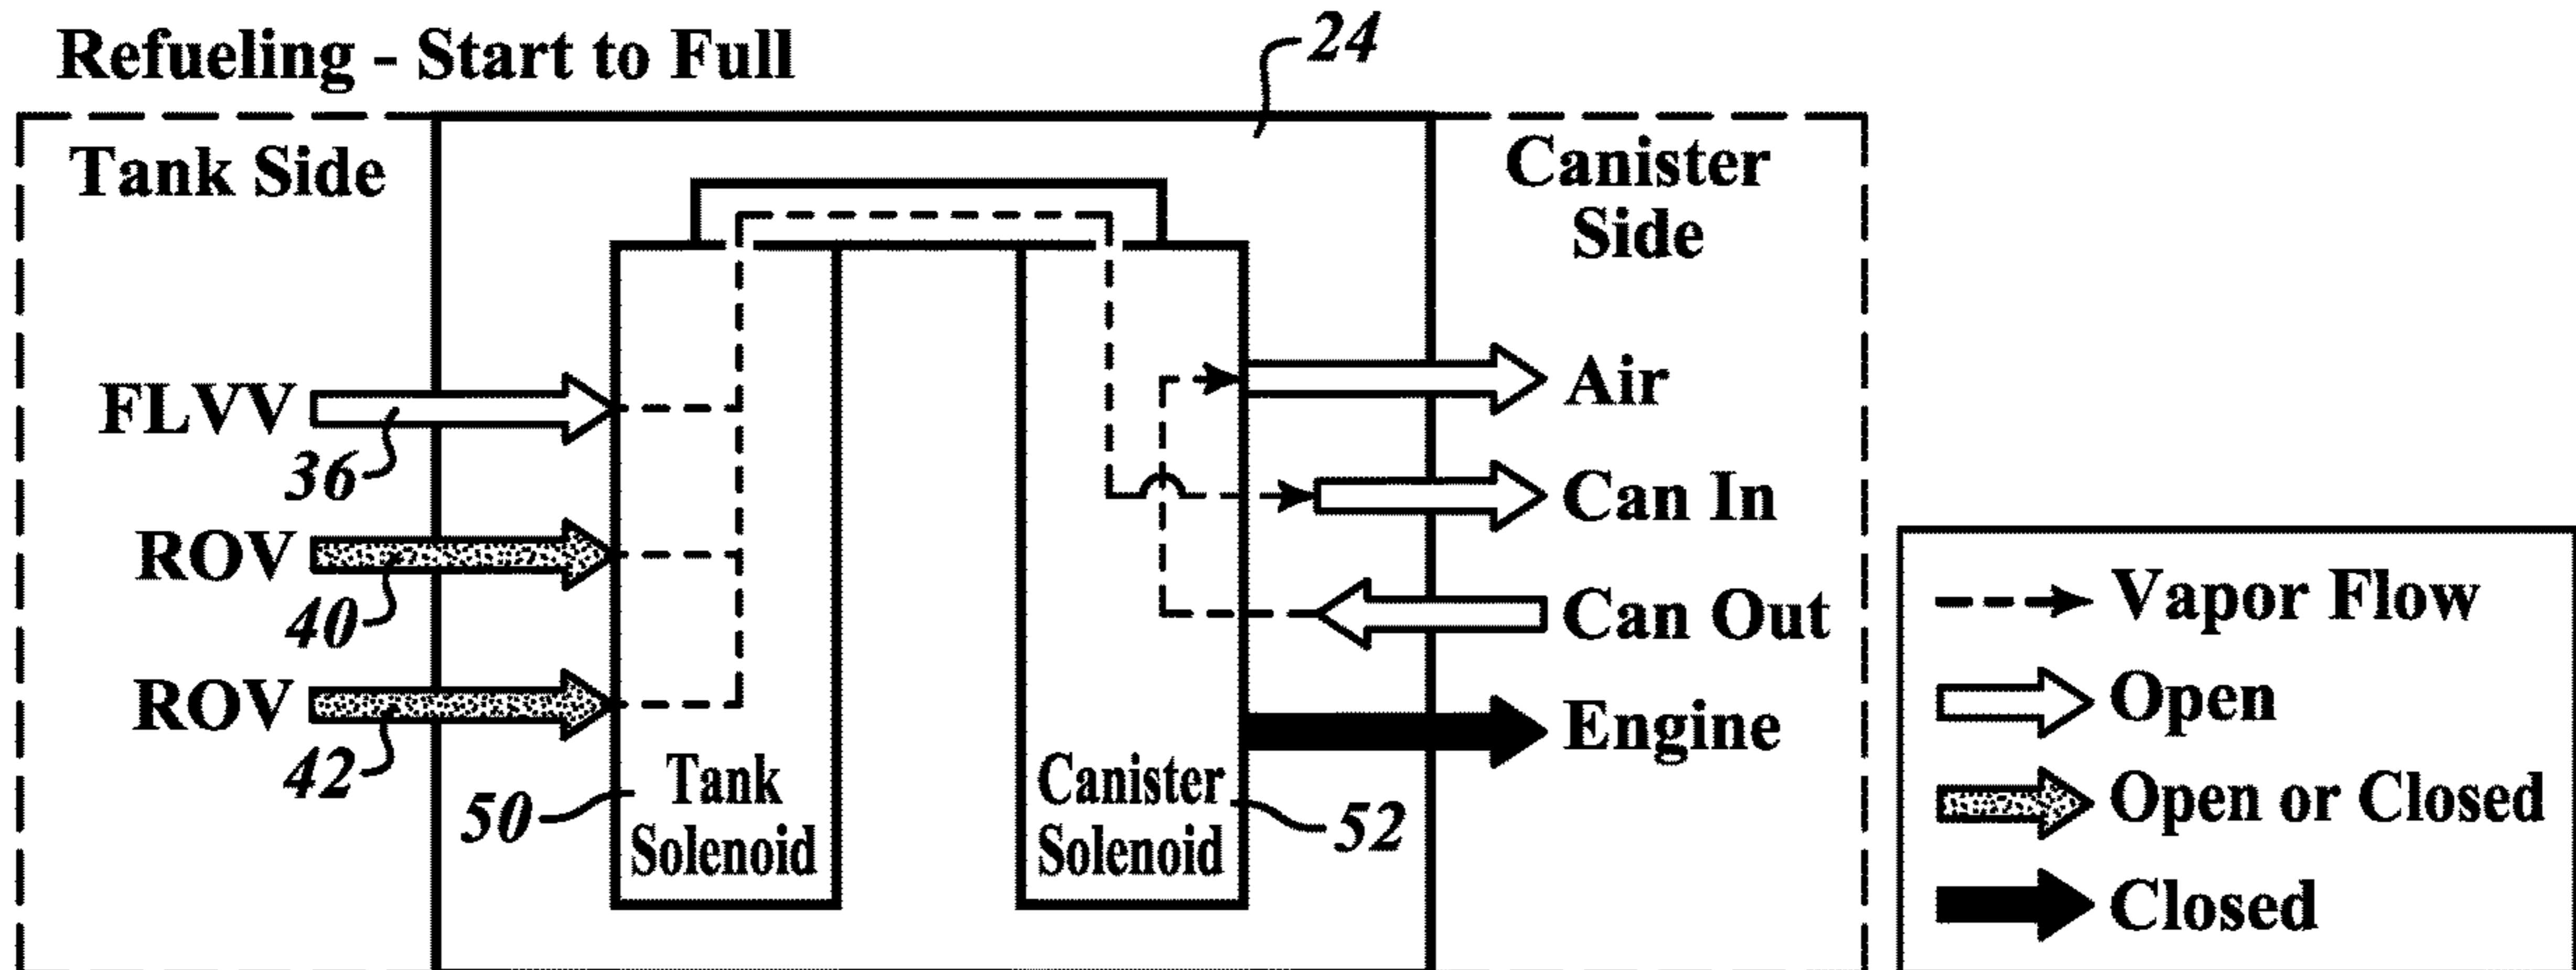 Refueling - Start to Full
24
Tank Side
Canister
Side
FLVV
36
ROV
40
ROV
42
50
Tank
Solenoid
Canister
Solenoid
52
Air
Can In
Can Out
Engine
Vapor Flow
Open
Open or Closed
Closed